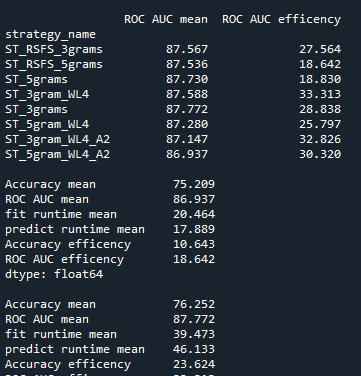 ROC AUC mean ROC AUC efficency
strategy_name
ST_RSFS_3grams 87.567 27.564
ST_RSFS_5grams 87.536 18.642
ST_5grams 87.730 18.830
ST_3gram_WL4 87.588 33.313
ST_3grams 87.772 28.838
ST_5gram_WL4 87.280 25.797
ST_3gram_WL4_A2 87.147 32.826
ST_5gram_WL4_A2 86.937 30.320
Accuracy mean 75.209
ROC AUC mean 86.937
fit runtime mean 20.464
predict runtime mean 17.889
Accuracy efficency 10.643
ROC AUC efficency 18.642
dtype: float64
Accuracy mean 76.252
ROC AUC mean 87.772
fit runtime mean 39.473
predict runtime mean 46.133
Accuracy efficency 23.624